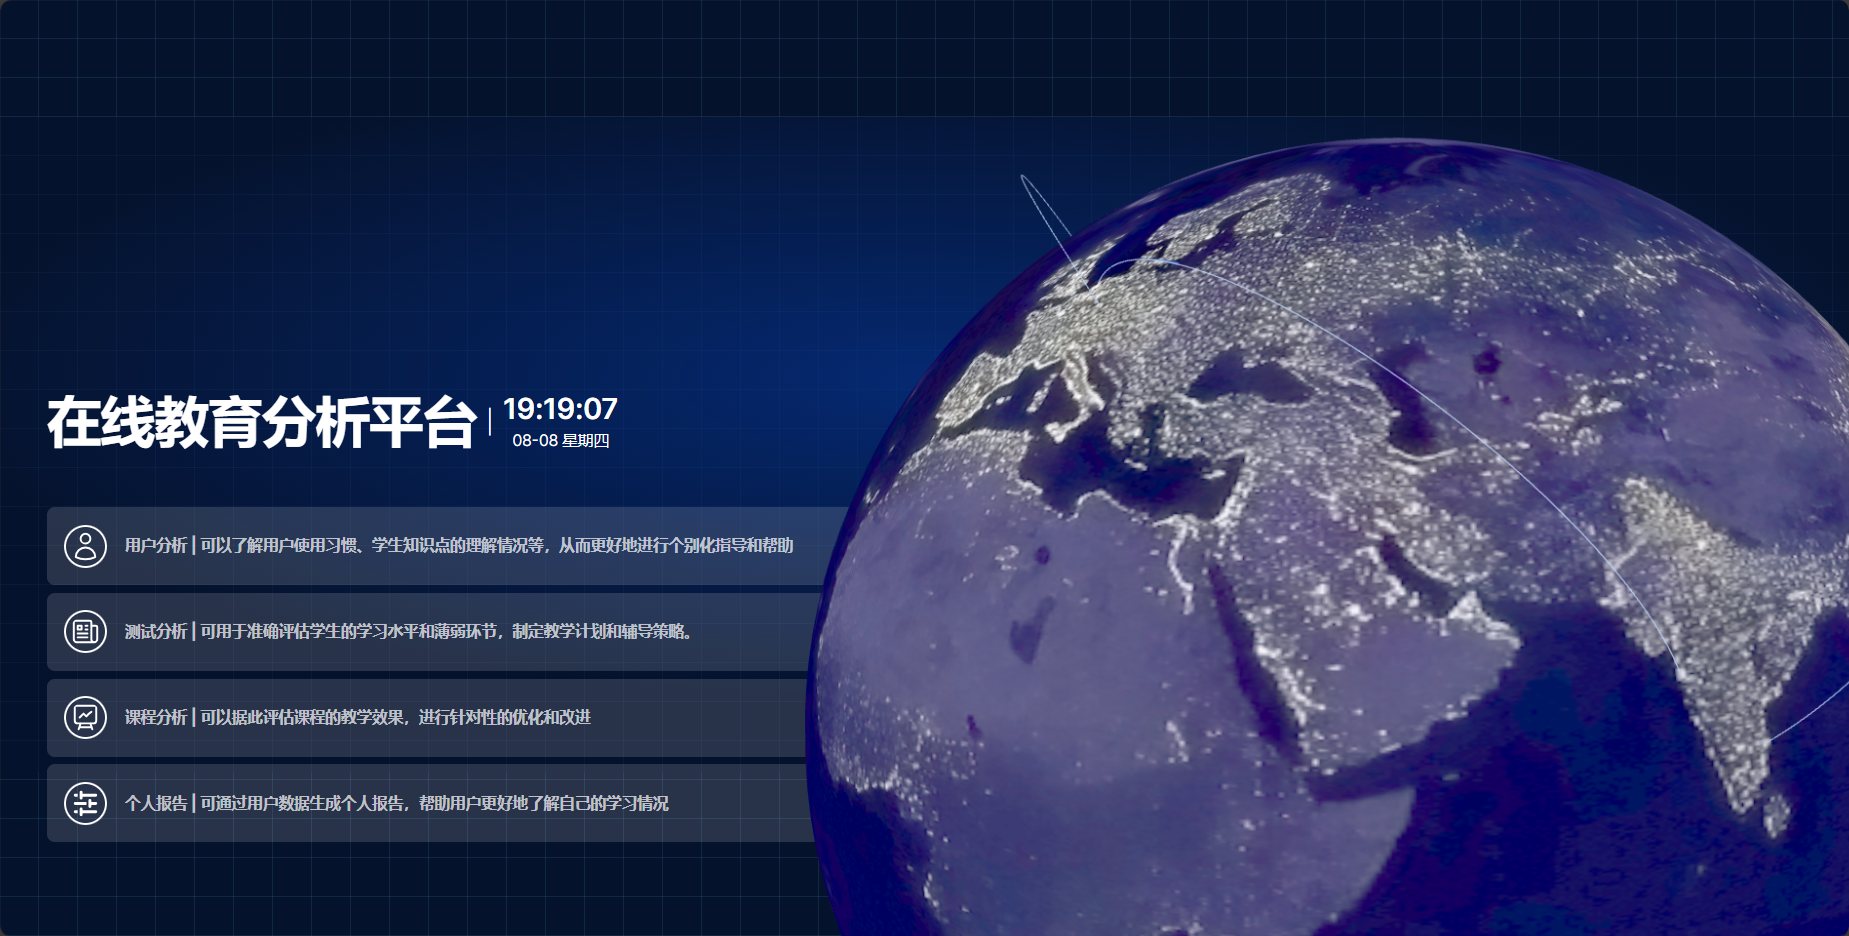 在线教育分析平台
19:19:07
08-08 星期四
用户分析 | 可以了解用户使用习惯、学生知识点的理解情况等，从而更好地进行个别化指导和帮助
测试分析 | 可用于准确评估学生的学习水平和薄弱环节，制定教学计划和辅导策略。
课程分析 | 可以据此评估课程的教学效果，进行针对性的优化和改进
个人报告 | 可通过用户数据生成个人报告，帮助用户更好地了解自己的学习情况